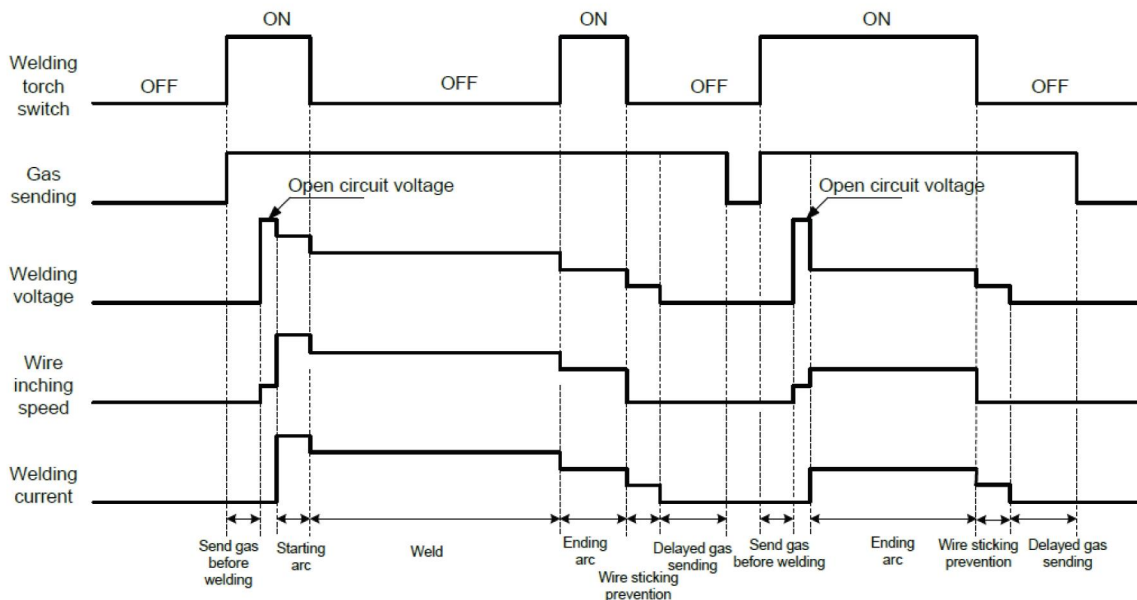 ON
ON
ON
Welding
torch
switch
OFF
OFF
OFF
OFF
Gas
sending
Open circuit voltage
Open circuit voltage
Welding
voltage
Wire
inching
speed
Welding
current
Send gas
before
welding
Starting
arc
Weld
Ending
arc
Wire sticking
prevention
Delayed gas
sending
Send gas
before welding
Ending
arc
Wire sticking
prevention
Delayed gas
sending